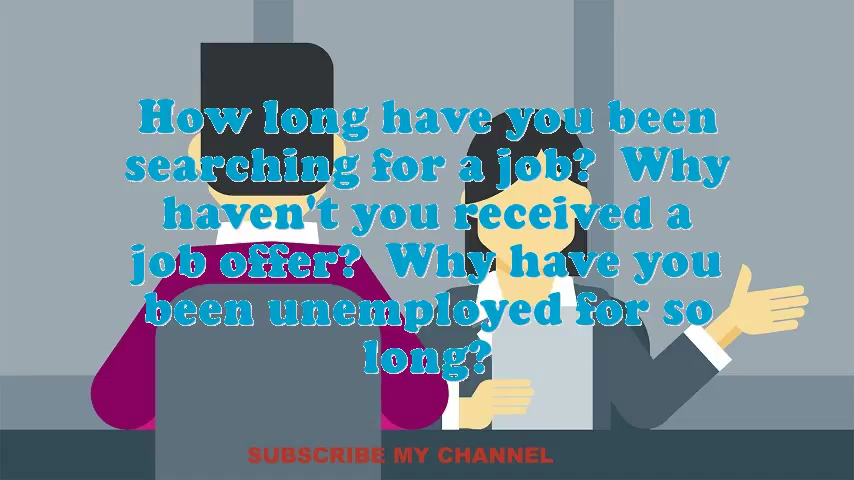 How long have you been
searching for a job? Why
haven't you received a
job offer? Why have you
been unemployed for so
long?
SUBSCRIBE MY CHANNEL